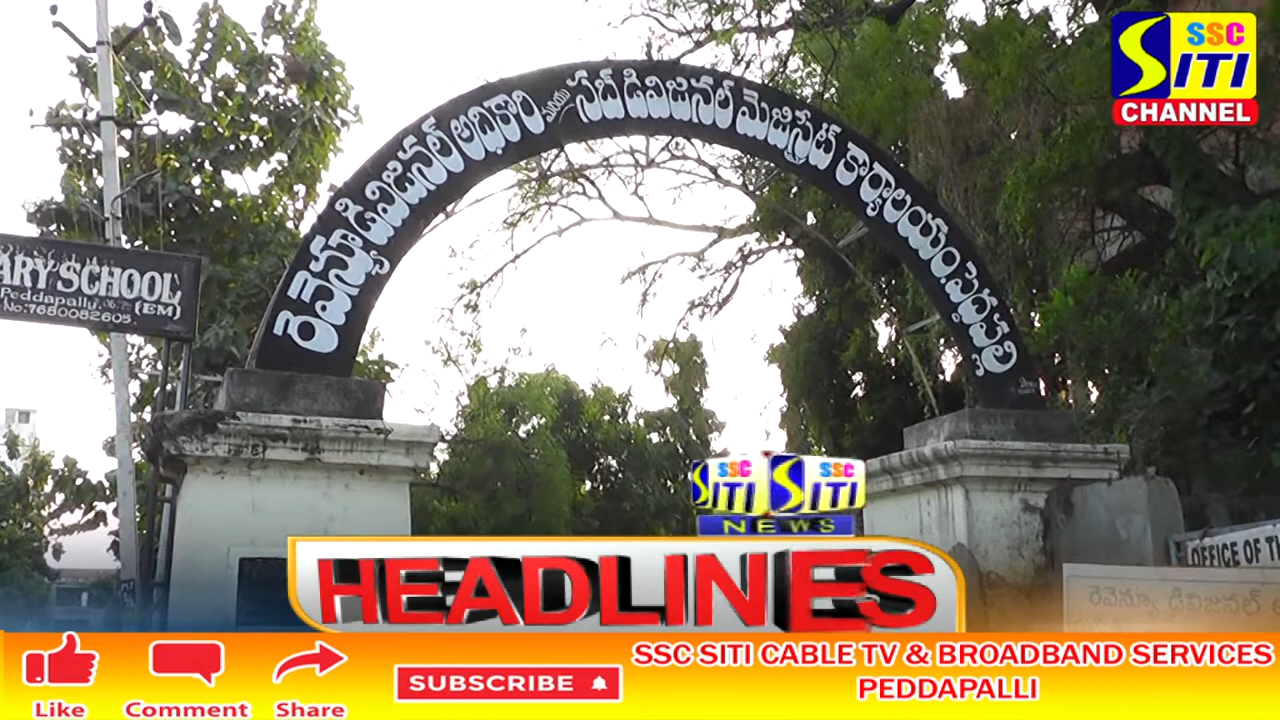 SSC
SITI
CHANNEL
రెవెన్యూ డివిజనల్ అధికారి మరియు సబ్ డివిజనల్ మెజిస్ట్రేట్ కార్యాలయం. పెద్దపల్లి
ARY SCHOOL
Peddapally.
(EM)
No:7680082605.
SSC SSC
SITI SITI
NEWS
OFFICE OF TH
రెవెన్యూ డివిజనల్
HEADLINES
Like
Comment
Share
SUBSCRIBE
SSC SITI CABLE TV & BROADBAND SERVICES
PEDDAPALLI